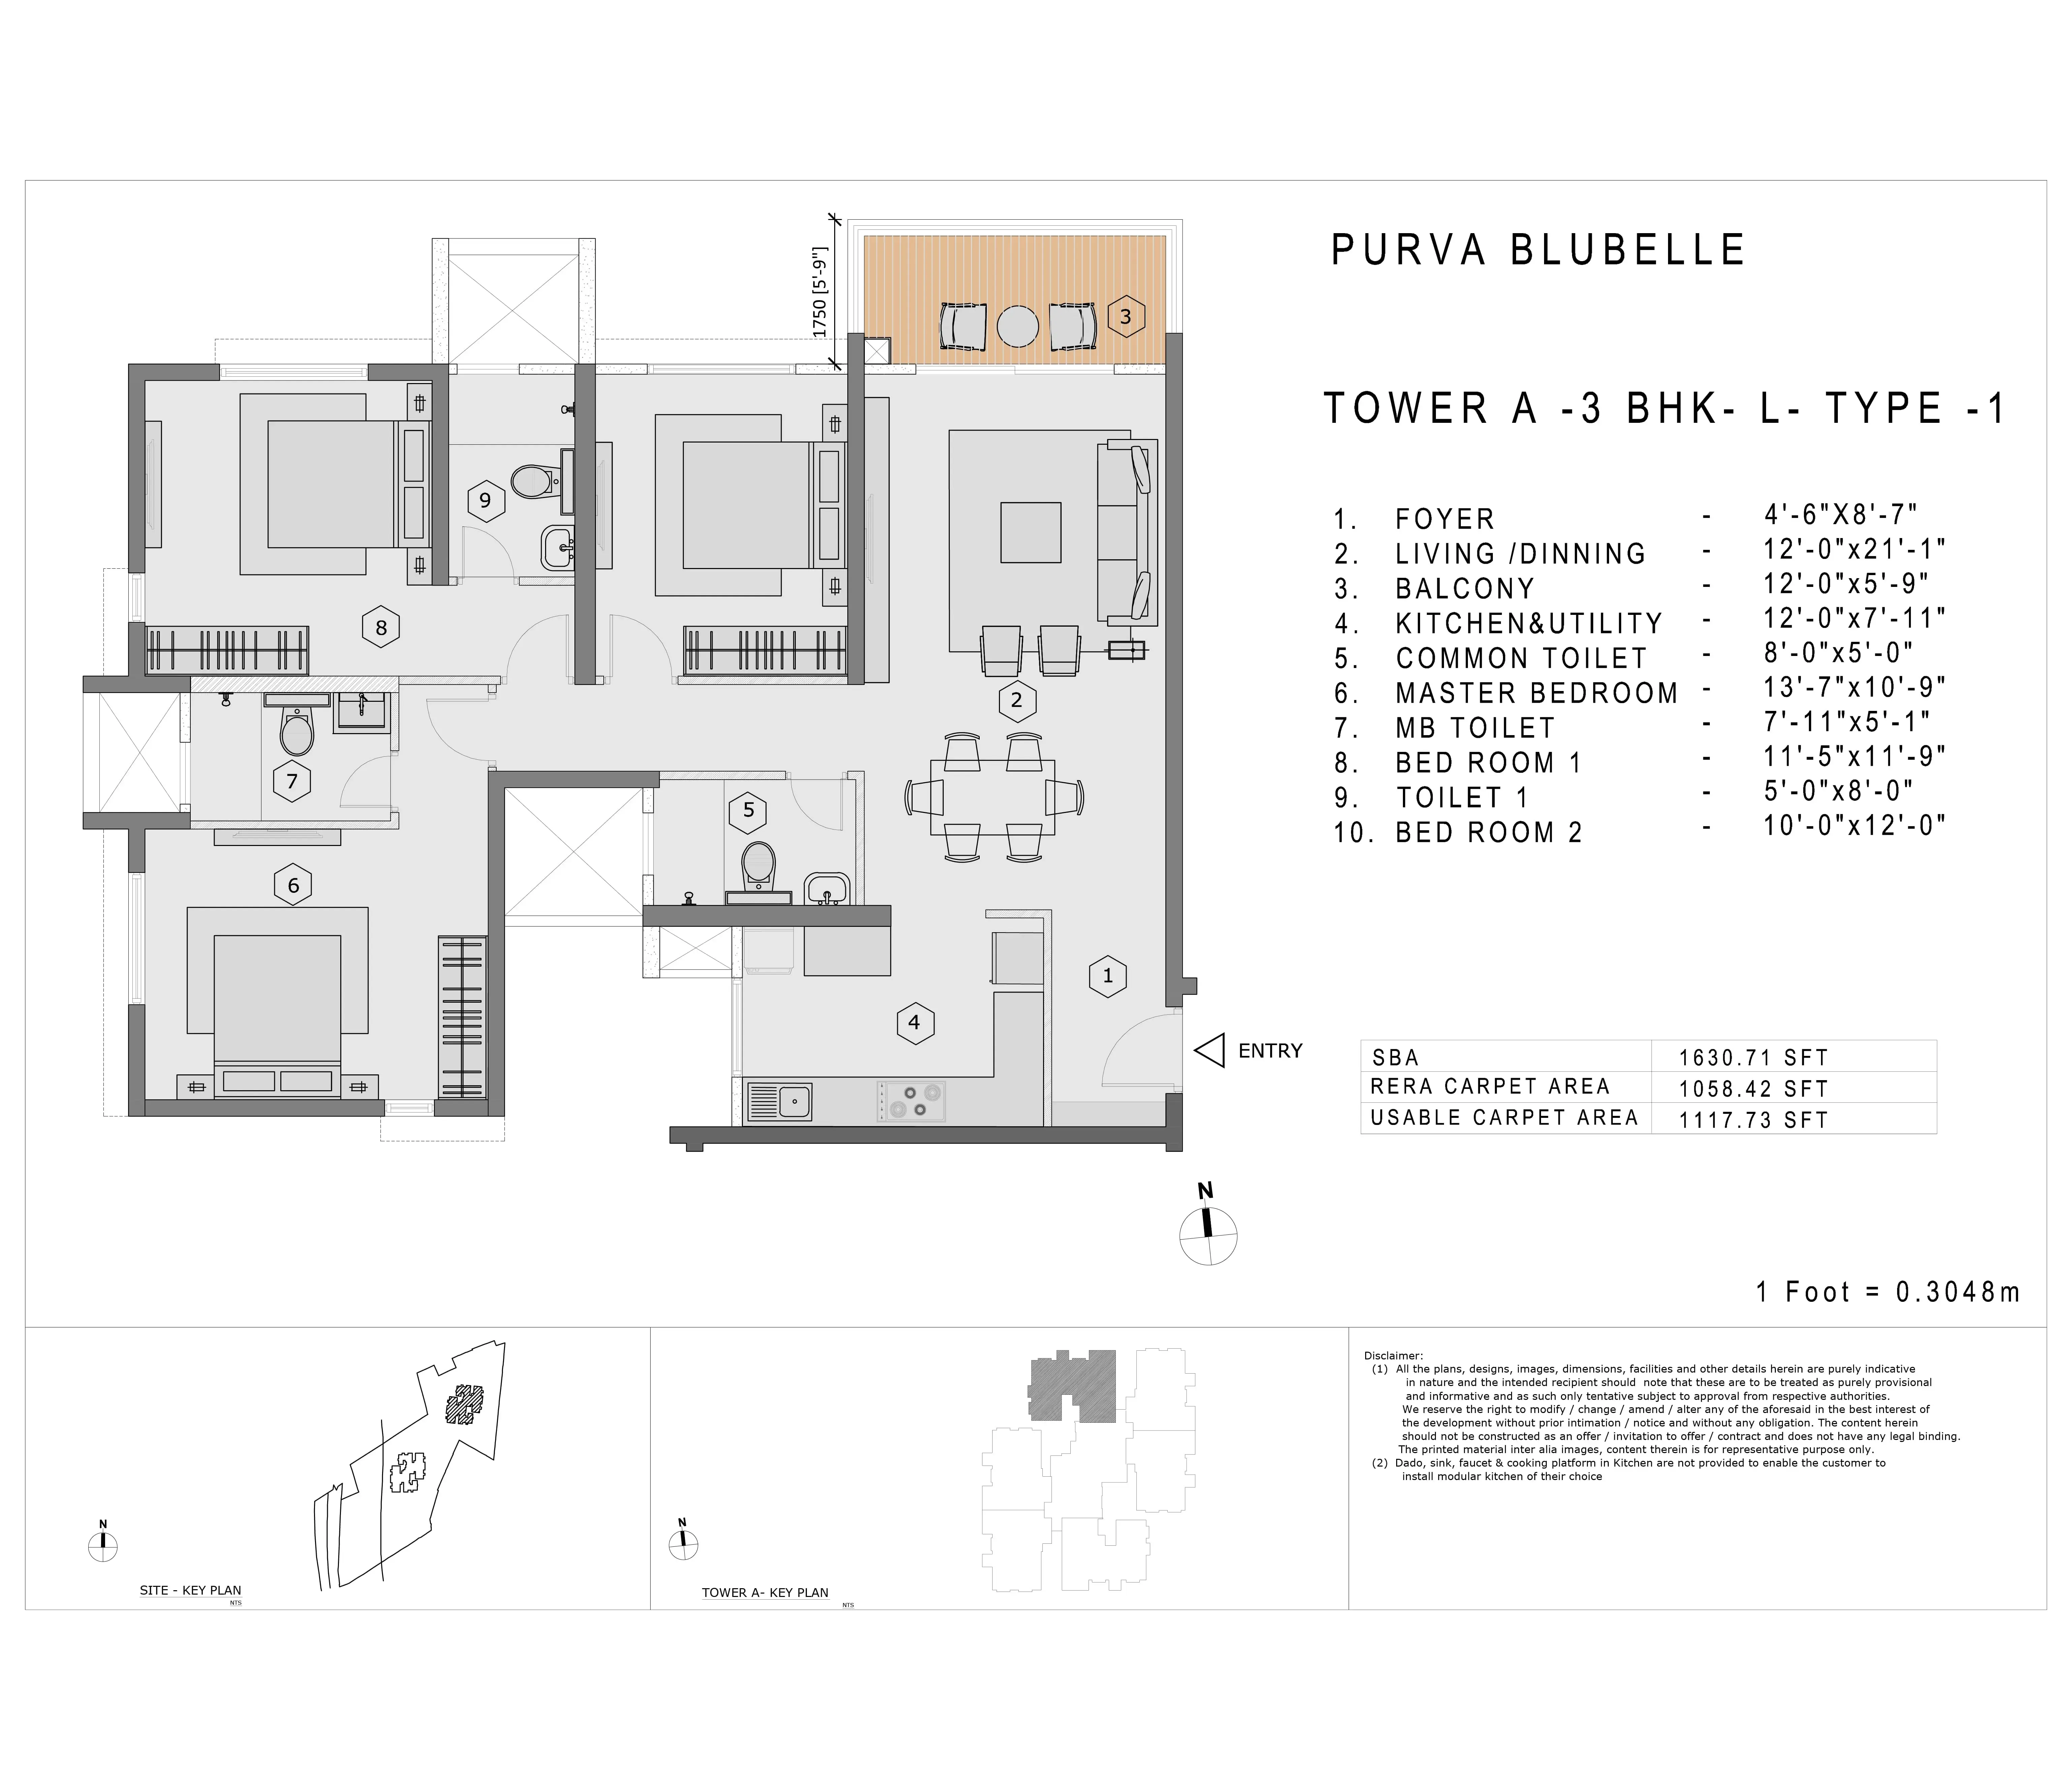 PURVA BLUBELLE
TOWER A -3 BHK- L- TYPE -1
1. FOYER - 4'-6"X8'-7"
2. LIVING /DINNING - 12'-0"x21'-1"
3. BALCONY - 12'-0"x5'-9"
4. KITCHEN&UTILITY - 12'-0"x7'-11"
5. COMMON TOILET - 8'-0"x5'-0"
6. MASTER BEDROOM - 13'-7"x10'-9"
7. MB TOILET - 7'-11"x5'-1"
8. BED ROOM 1 - 11'-5"x11'-9"
9. TOILET 1 - 5'-0"x8'-0"
10. BED ROOM 2 - 10'-0"x12'-0"
1750 [5'-9"]
3
9
8
2
7
5
6
1
4
ENTRY
SBA 1630.71 SFT
RERA CARPET AREA 1058.42 SFT
USABLE CARPET AREA 1117.73 SFT
N
1 Foot = 0.3048m
N
SITE - KEY PLAN
NTS
N
TOWER A- KEY PLAN
NTS
Disclaimer:
(1) All the plans, designs, images, dimensions, facilities and other details herein are purely indicative
in nature and the intended recipient should note that these are to be treated as purely provisional
and informative and as such only tentative subject to approval from respective authorities.
We reserve the right to modify / change / amend / alter any of the aforesaid in the best interest of
the development without prior intimation / notice and without any obligation. The content herein
should not be constructed as an offer / invitation to offer / contract and does not have any legal binding.
The printed material inter alia images, content therein is for representative purpose only.
(2) Dado, sink, faucet & cooking platform in Kitchen are not provided to enable the customer to
install modular kitchen of their choice